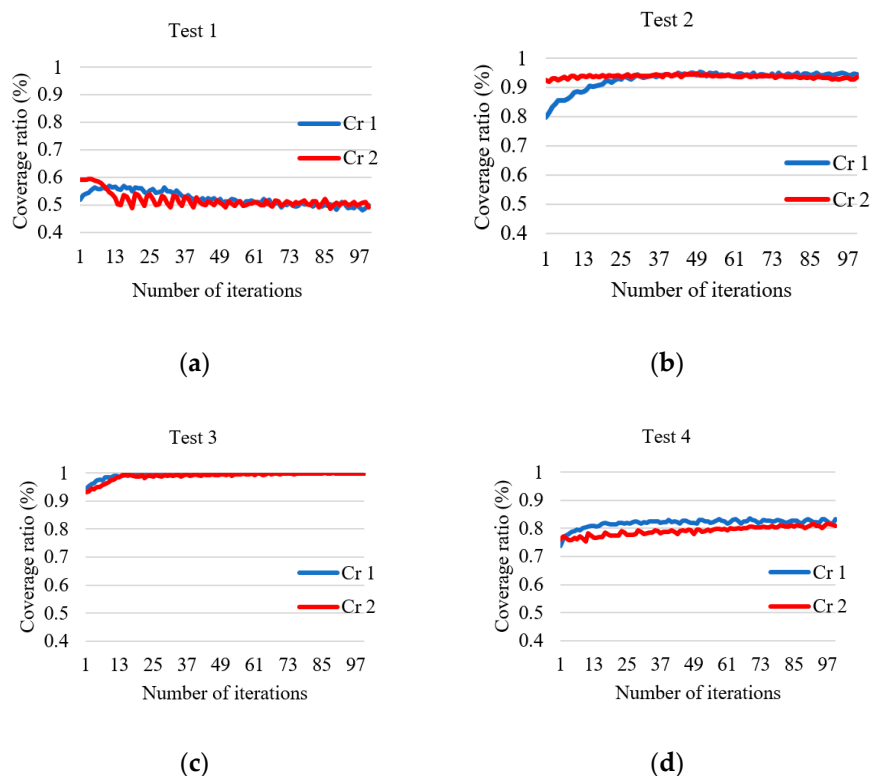 Test 1
Coverage ratio (%)
1
0.9
0.8
0.7
0.6
0.5
0.4
Cr 1
Cr 2
1 13 25 37 49 61 73 85 97
Number of iterctions
(a)
Test 2
Coverage ratio (%)
1
0.9
0.8
0.7
0.6
0.5
0.4
Cr 1
Cr 2
1 13 25 37 49 61 73 85 97
Number of iterctions
(b)
Test 3
Coverage ratio (%)
1
0.9
0.8
0.7
0.6
0.5
0.4
Cr 1
Cr 2
1 13 25 37 49 61 73 85 97
Number of iterctions
(c)
Test 4
Coverage ratio (%)
1
0.9
0.8
0.7
0.6
0.5
0.4
Cr 1
Cr 2
1 13 25 37 49 61 73 85 97
Number of iterctions
(d)